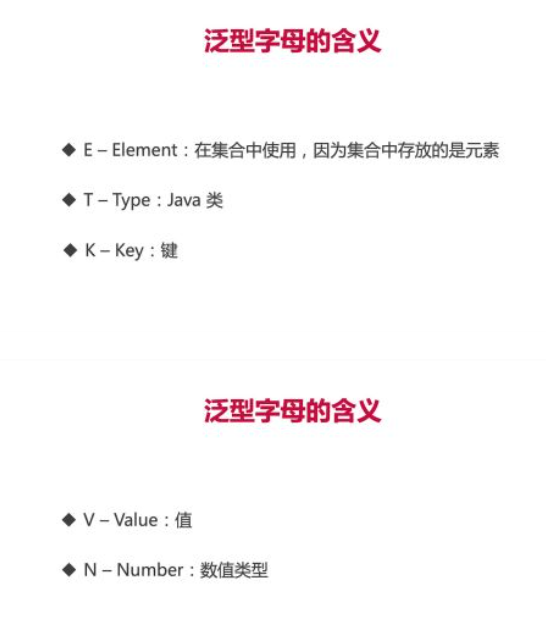 泛型字母的含义
◆ E – Element：在集合中使用，因为集合中存放的是元素
◆ T – Type：Java 类
◆ K – Key：键
泛型字母的含义
◆ V – Value：值
◆ N – Number：数值类型